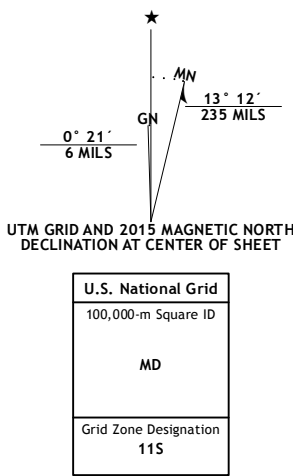 ★
MN
GN
13° 12´
235 MILS
0° 21´
6 MILS
UTM GRID AND 2015 MAGNETIC NORTH
DECLINATION AT CENTER OF SHEET
U.S. National Grid
100,000-m Square ID
MD
Grid Zone Designation
11S